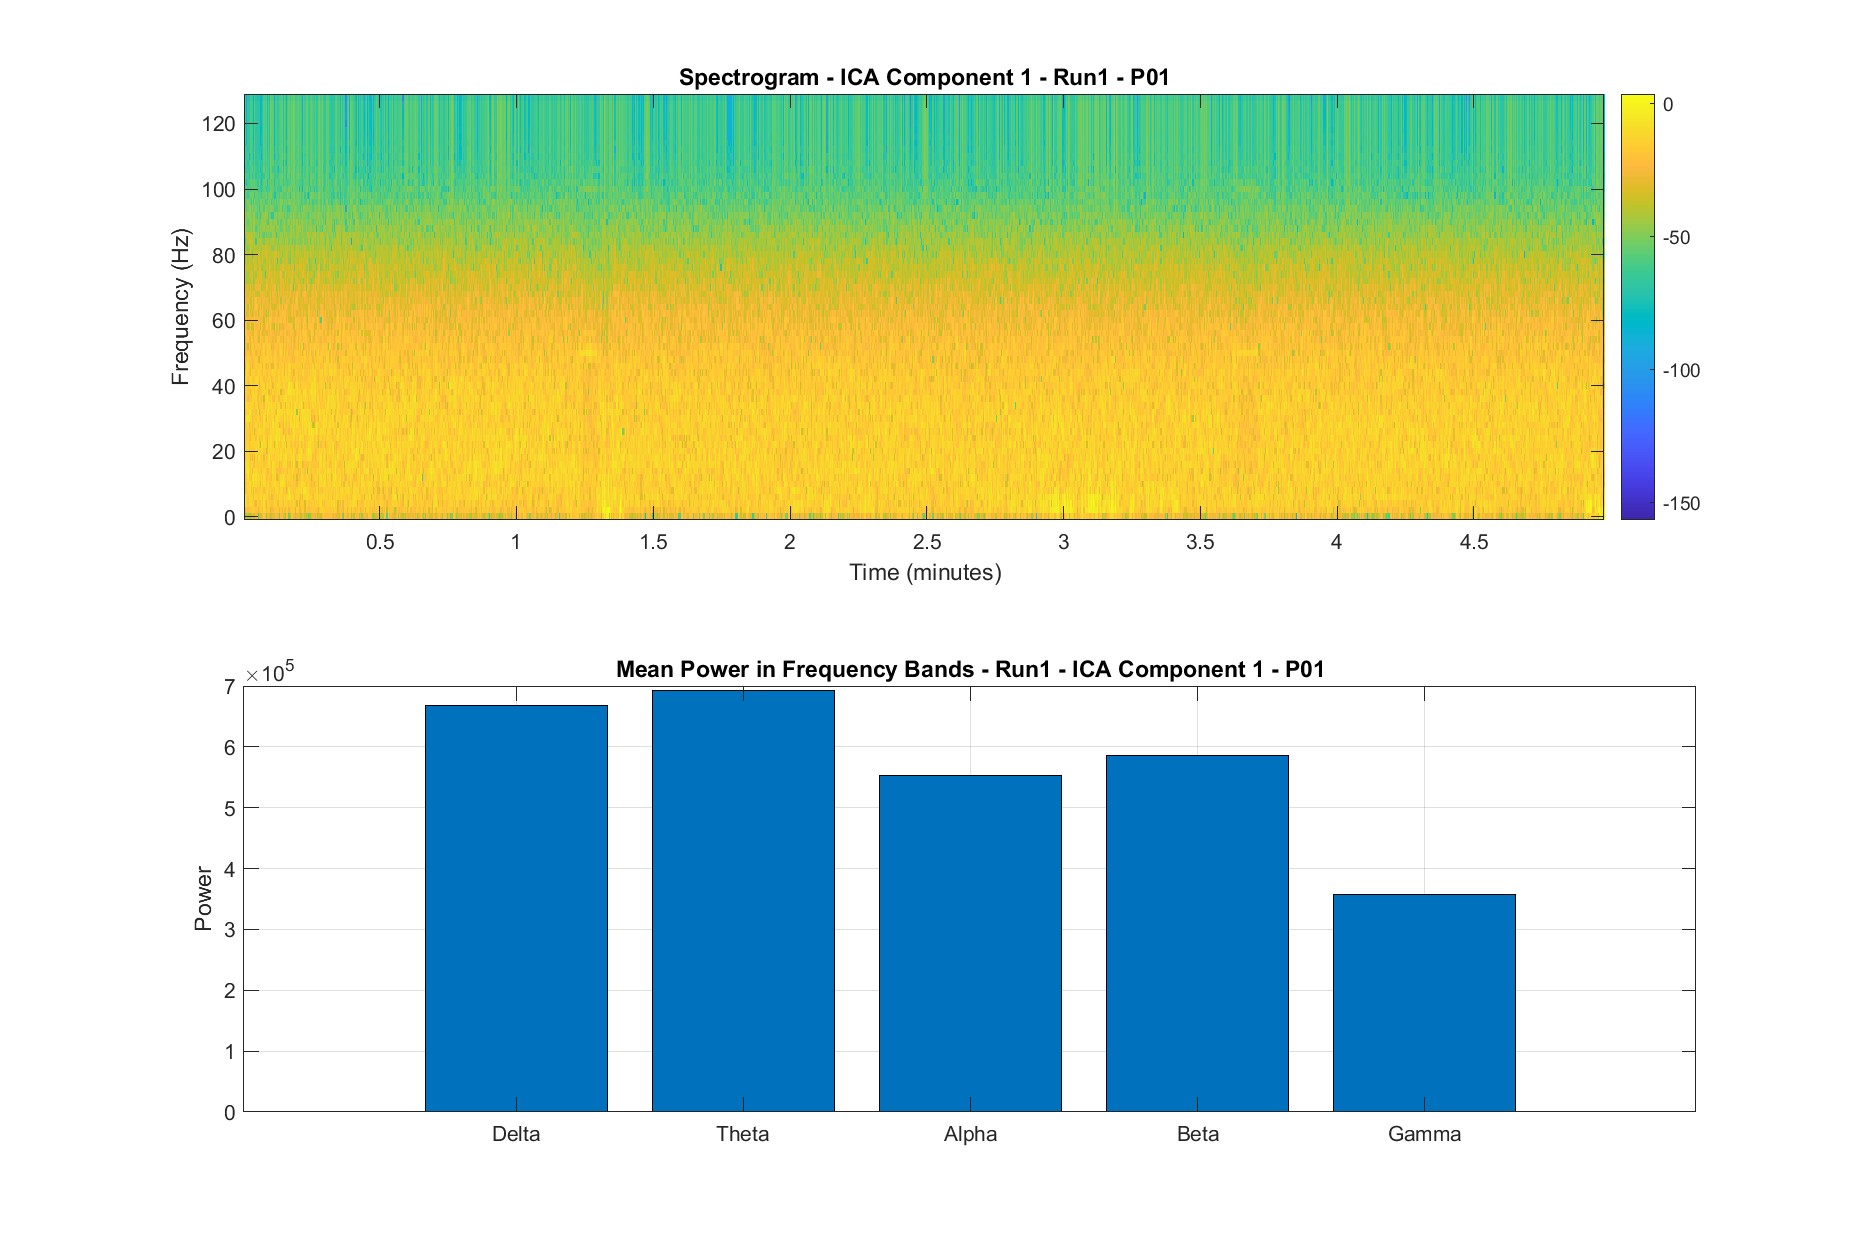 Spectrogram - ICA Component 1 - Run1 - P01
Frequency (Hz)
120
100
80
60
40
20
0
0.5 1 1.5 2 2.5 3 3.5 4 4.5
Time (minutes)
0
-50
-100
-150
Mean Power in Frequency Bands - Run1 - ICA Component 1 - P01
×10^5
Power
7
6
5
4
3
2
1
0
Delta Theta Alpha Beta Gamma